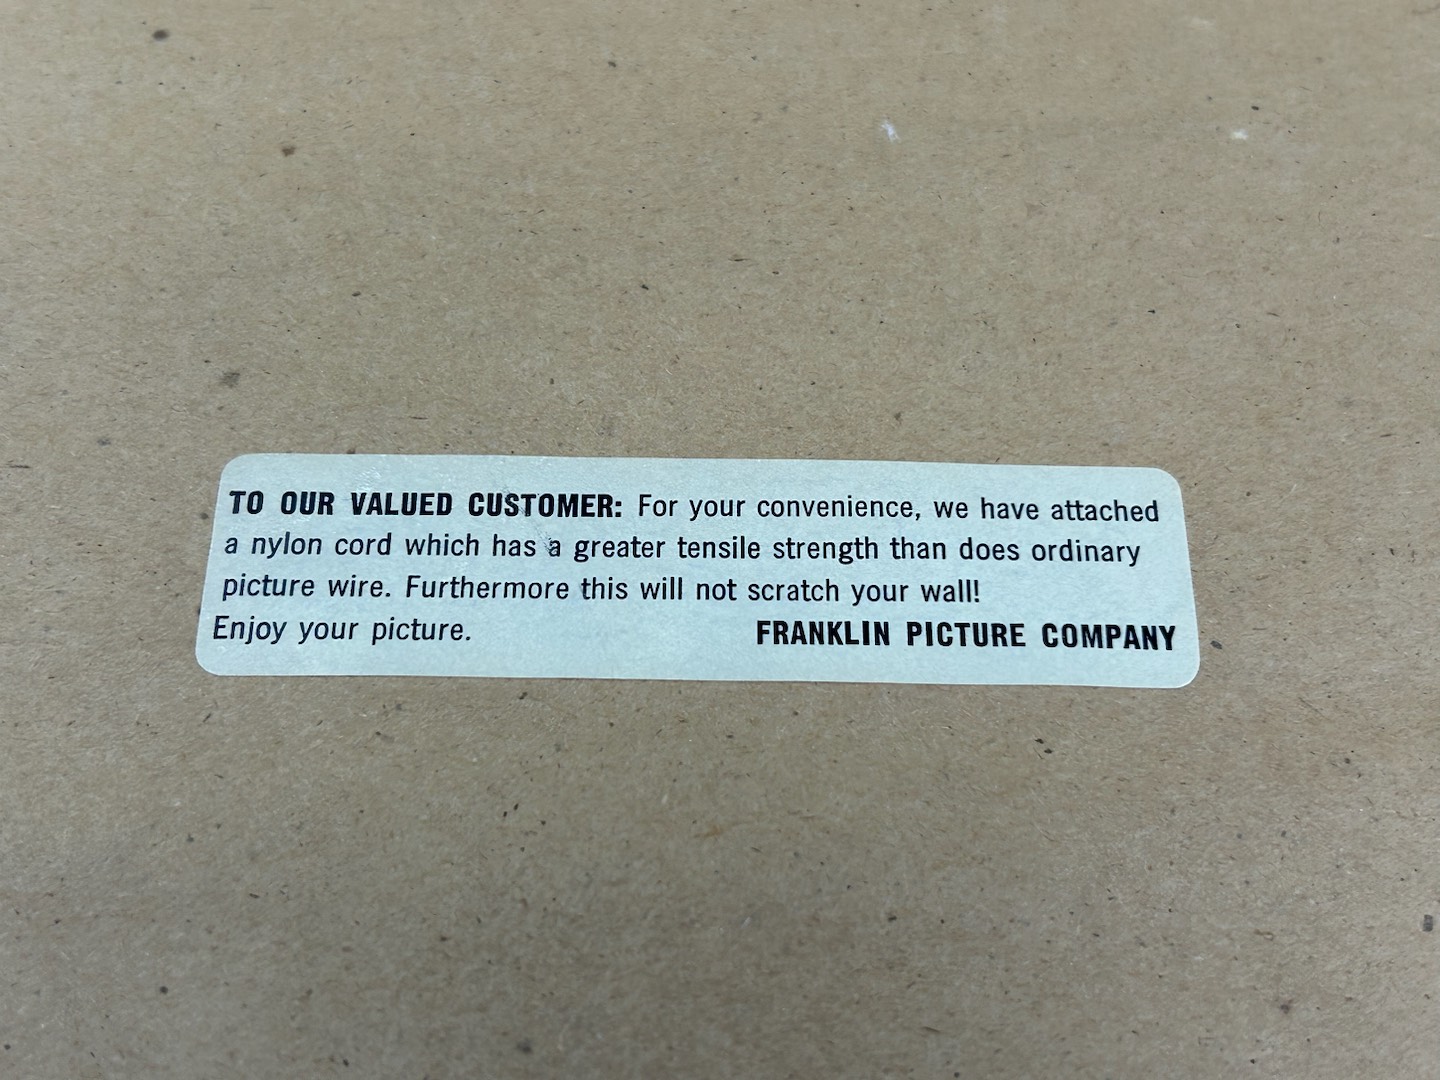 TO OUR VALUED CUSTOMER: For your convenience, we have attached
a nylon cord which has a greater tensile strength than does ordinary
picture wire. Furthermore this will not scratch your wall!
Enjoy your picture. FRANKLIN PICTURE COMPANY